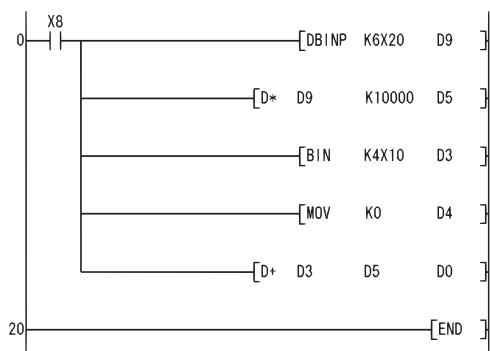 X8
0 DBINP K6X20 D9
D* D9 K10000 D5
BIN K4X10 D3
MOV K0 D4
D+ D3 D5 D0
20 END